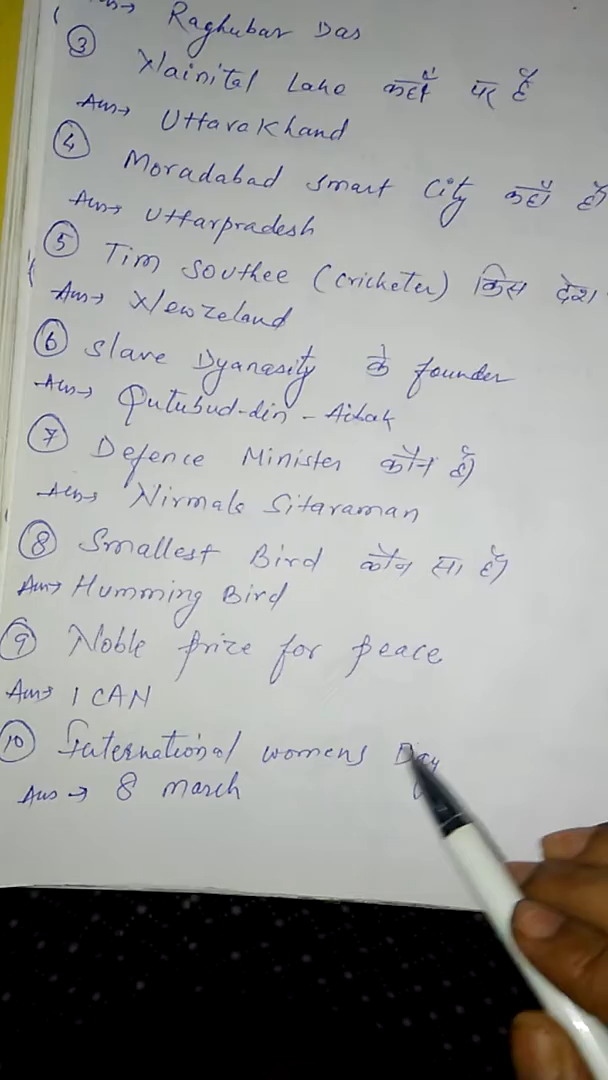 Ans→ Raghubar Das
③ Nainital Lake कहाँ पर है
Ans→ Uttarakhand
④ Moradabad smart City कहाँ है
Ans→ Uttarpradesh
⑤ Tim Southee (cricketer) किस देश
Ans→ Newzeland
⑥ Slave Dyanasity के founder
Ans→ Qutubud-din-Aibak
⑦ Defence Minister कौन है
Ans→ Nirmala Sitaraman
⑧ Smallest Bird कौन सा है
Ans→ Humming Bird
⑨ Noble prize for peace
Ans→ I CAN
⑩ International womens Day
Ans→ 8 march